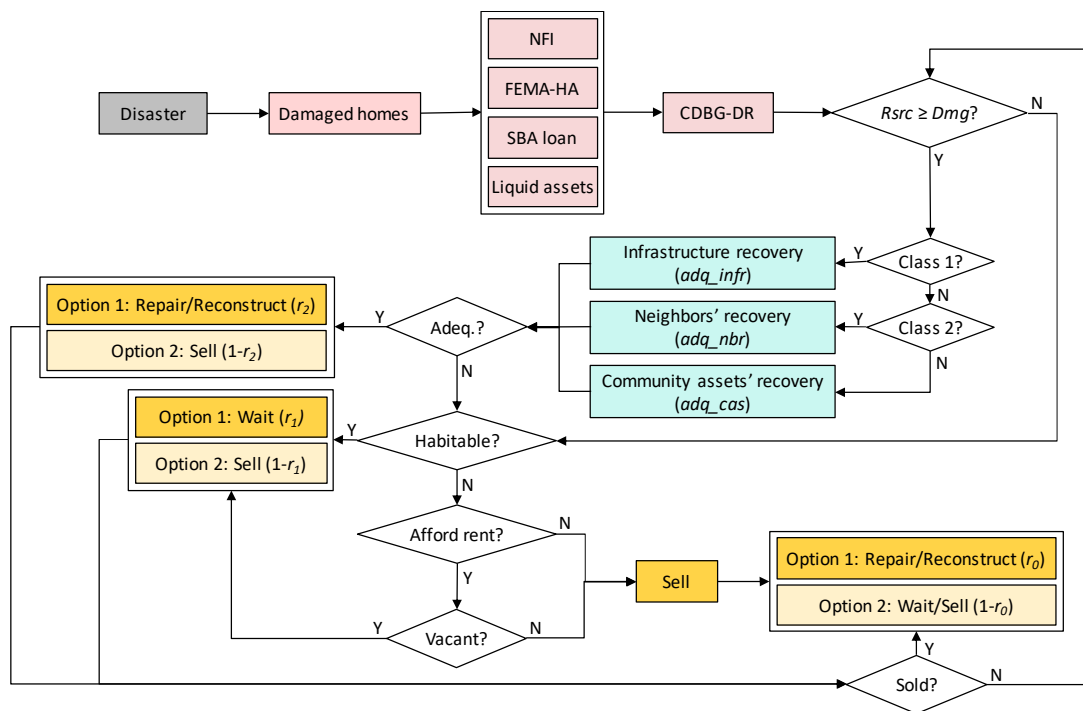 NFI
FEMA-HA
SBA loan
Liquid assets
Disaster
Damaged homes
CDBG-DR
Rsrc ≥ Dmg?
N
Y
Infrastructure recovery
(adq_infr)
Y
Class 1?
N
Neighbors’ recovery
(adq_nbr)
Y
Class 2?
N
Community assets’ recovery
(adq_cas)
Option 1: Repair/Reconstruct (r2)
Option 2: Sell (1-r2)
Y
Adeq.?
N
Option 1: Wait (r1)
Option 2: Sell (1-r1)
Y
Habitable?
N
Afford rent?
N
Y
Y
Vacant?
N
Sell
Option 1: Repair/Reconstruct (r0)
Option 2: Wait/Sell (1-r0)
Y
Sold?
N